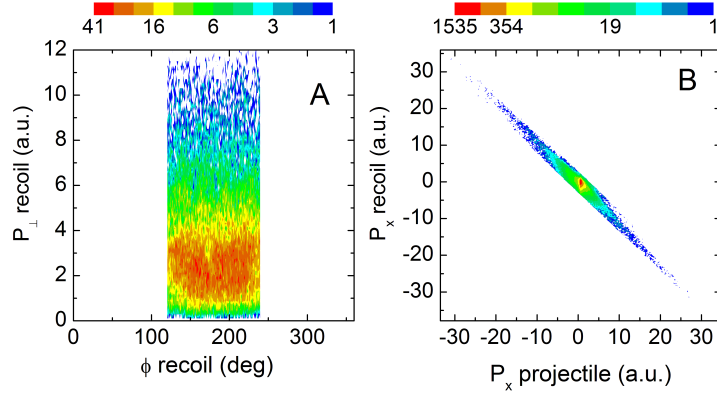 41 16 6 3 1
1535 354 19 1
12
10
8
6
4
2
0
P⊥ recoil (a.u.)
A
0 100 200 300
ϕ recoil (deg)
30
20
10
0
-10
-20
-30
Px recoil (a.u.)
B
-30 -20 -10 0 10 20 30
Px projectile (a.u.)